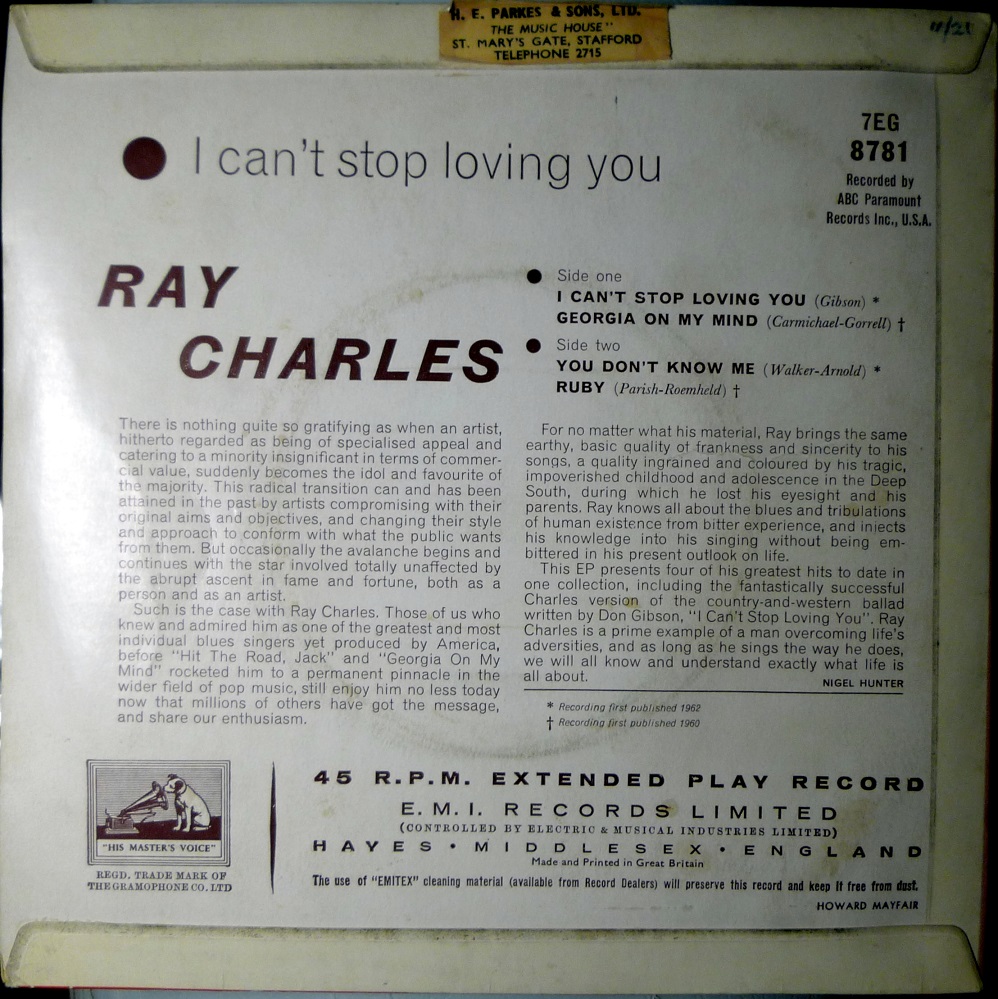 H. E. PARKES & SONS, LTD.
THE MUSIC HOUSE"
ST. MARY'S GATE, STAFFORD
TELEPHONE 2715
7EG
8781
Recorded by
ABC Paramount
Records Inc., U.S.A.
I can't stop loving you
RAY
CHARLES
Side one
I CAN'T STOP LOVING YOU (Gibson) *
GEORGIA ON MY MIND (Carmichael-Gorrell) †
Side two
YOU DON'T KNOW ME (Walker-Arnold) *
RUBY (Parish-Roemheld) †
There is nothing quite so gratifying as when an artist,
hitherto regarded as being of specialised appeal and
catering to a minority insignificant in terms of commer-
cial value, suddenly becomes the idol and favourite of
the majority. This radical transition can and has been
attained in the past by artists compromising with their
original aims and objectives, and changing their style
and approach to conform with what the public wants
from them. But occasionally the avalanche begins and
continues with the star involved totally unaffected by
the abrupt ascent in fame and fortune, both as a
person and as an artist.
Such is the case with Ray Charles. Those of us who
knew and admired him as one of the greatest and most
individual blues singers yet produced by America,
before "Hit The Road, Jack" and "Georgia On My
Mind" rocketed him to a permanent pinnacle in the
wider field of pop music, still enjoy him no less today
now that millions of others have got the message,
and share our enthusiasm.
For no matter what his material, Ray brings the same
earthy, basic quality of frankness and sincerity to his
songs, a quality ingrained and coloured by his tragic,
impoverished childhood and adolescence in the Deep
South, during which he lost his eyesight and his
parents. Ray knows all about the blues and tribulations
of human existence from bitter experience, and injects
his knowledge into his singing without being em-
bittered in his present outlook on life.
This EP presents four of his greatest hits to date in
one collection, including the fantastically successful
Charles version of the country-and-western ballad
written by Don Gibson, "I Can't Stop Loving You". Ray
Charles is a prime example of a man overcoming life's
adversities, and as long as he sings the way he does,
we will all know and understand exactly what life is
all about.
NIGEL HUNTER
* Recording first published 1962
† Recording first published 1960
"HIS MASTER'S VOICE"
REGD. TRADE MARK OF
THE GRAMOPHONE CO. LTD
45 R.P.M. EXTENDED PLAY RECORD
E.M.I. RECORDS LIMITED
(CONTROLLED BY ELECTRIC & MUSICAL INDUSTRIES LIMITED)
HAYES • MIDDLESEX • ENGLAND
Made and Printed in Great Britain
The use of "EMITEX" cleaning material (available from Record Dealers) will preserve this record and keep it free from dust.
HOWARD MAYFAIR